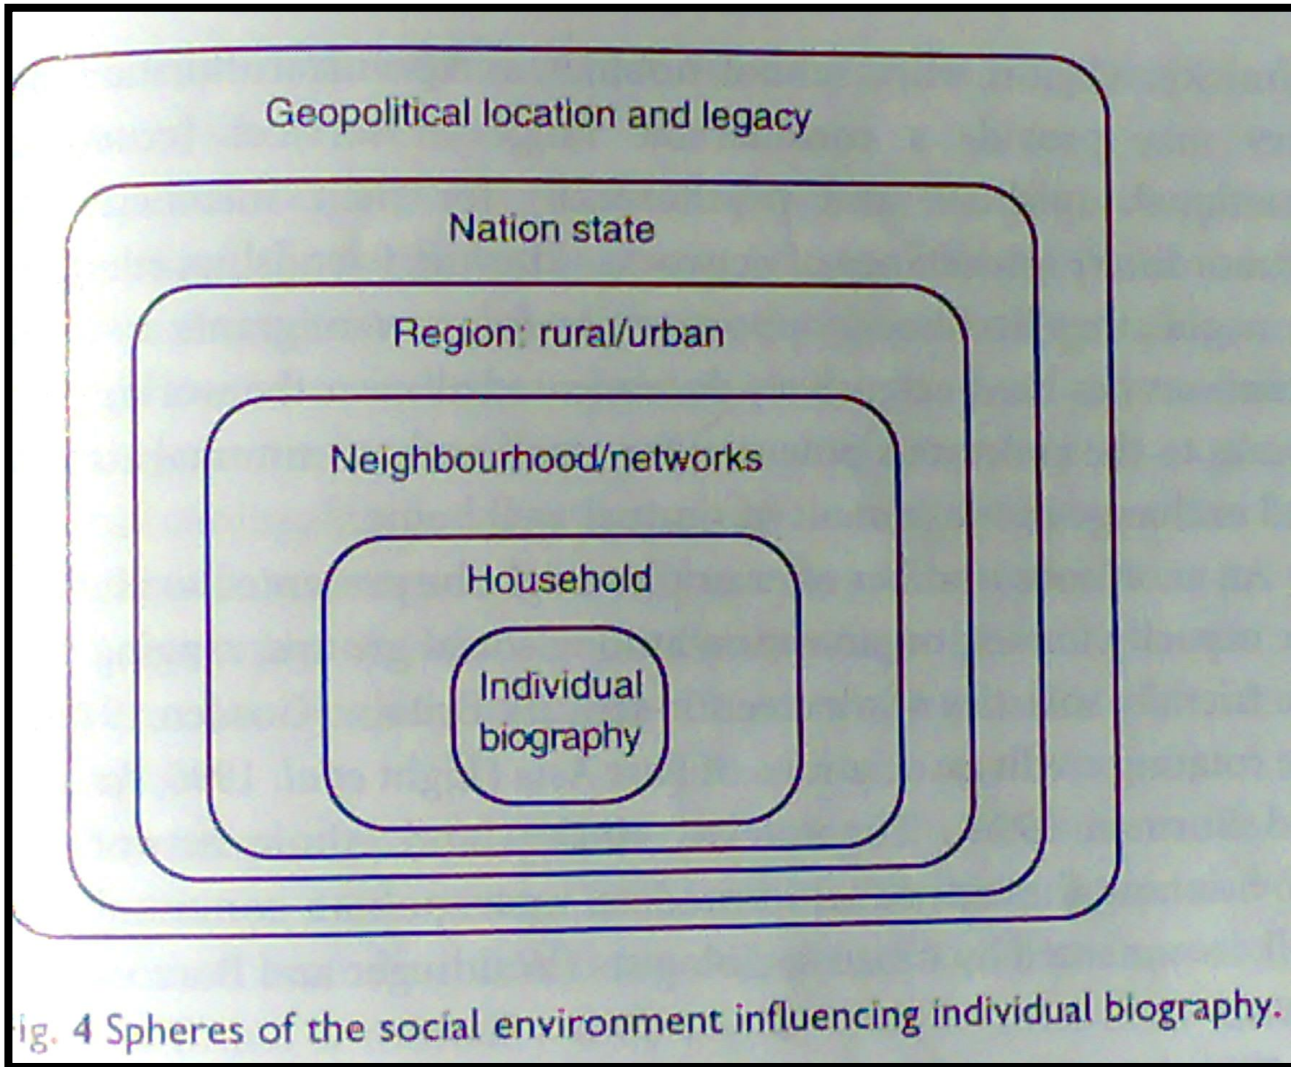 Geopolitical location and legacy
Nation state
Region; rural/urban
Neighbourhood/networks
Household
Individual
biography
ig. 4 Spheres of the social environment influencing individual biography.